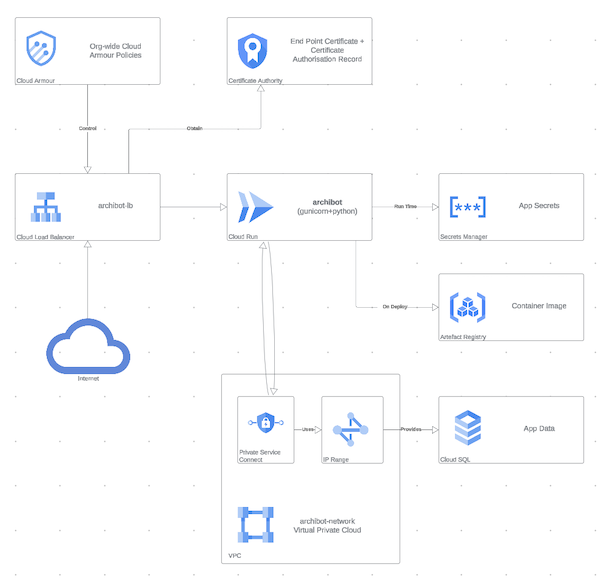 Org-wide Cloud
Armour Policies
Cloud Armour
End Point Certificate +
Certificate
Authorisation Record
Certificate Authority
Control
Obtain
archibot-lb
Cloud Load Balancer
archibot
(gunicorn+python)
Cloud Run
Run Time
App Secrets
Secrets Manager
On Deploy
Container Image
Artefact Registry
Internet
Private Service
Connect
Uses
IP Range
Provides
App Data
Cloud SQL
archibot-network
Virtual Private Cloud
VPC